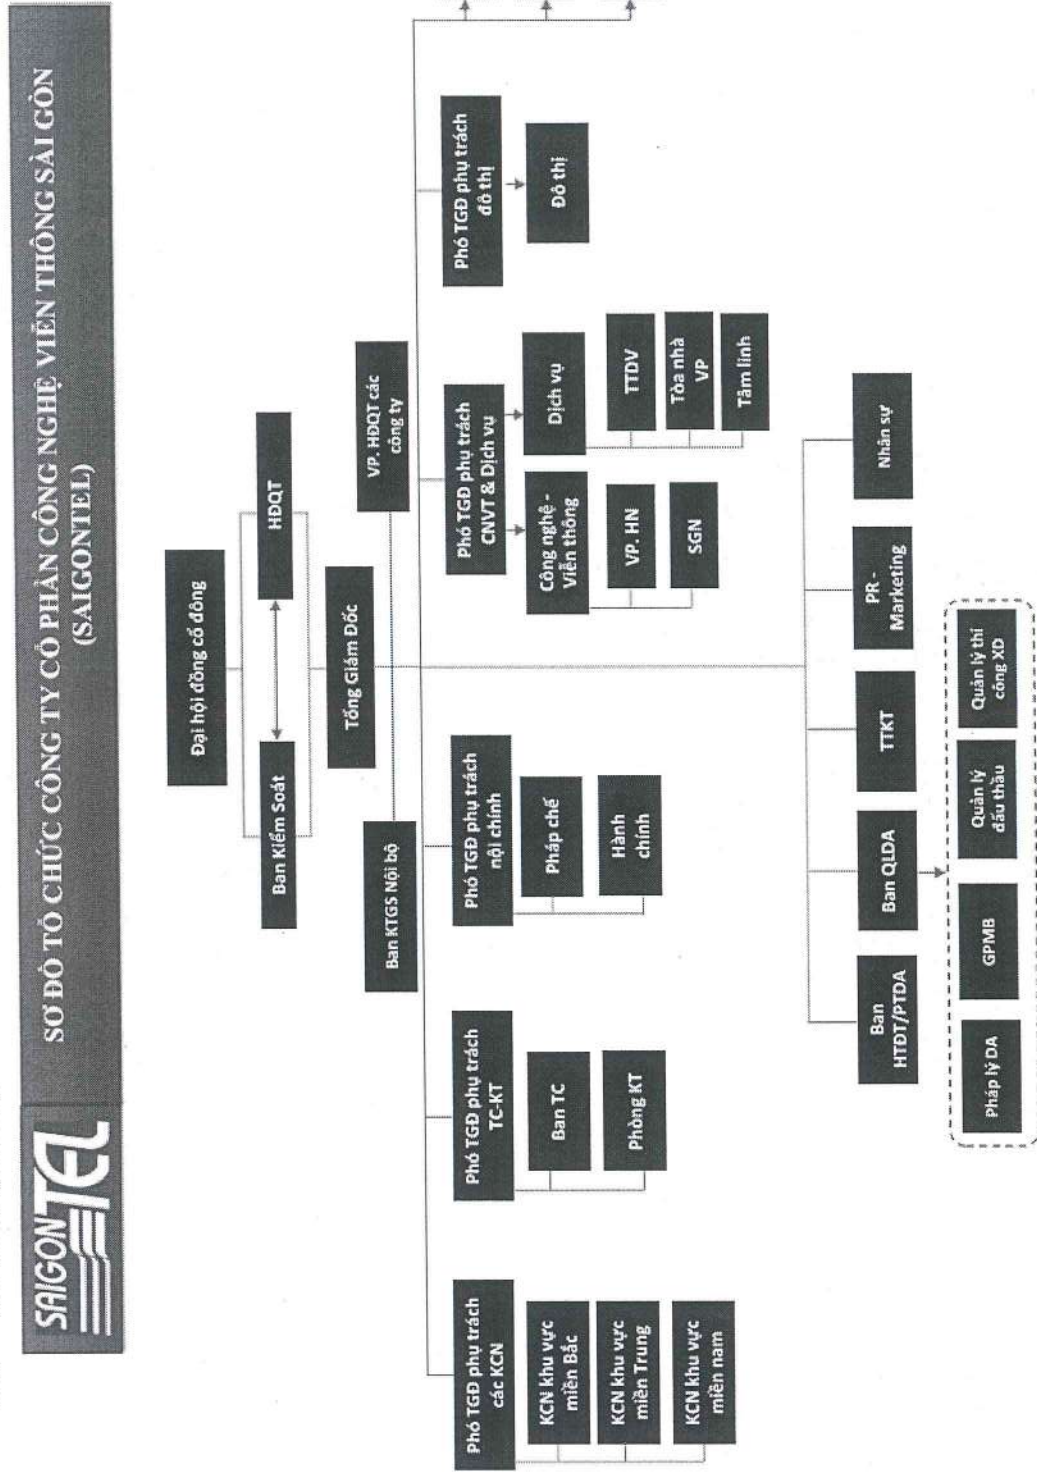 SAIGONTEL
SƠ ĐỒ TỔ CHỨC CÔNG TY CỔ PHẦN CÔNG NGHỆ VIỄN THÔNG SÀI GÒN
(SAIGONTEL)
Đại hội đồng cổ đông
Ban Kiểm Soát
HĐQT
Tổng Giám Đốc
Ban KTGS Nội bộ
VP. HĐQT các
công ty
Phó TGĐ phụ trách
các KCN
KCN khu vực
miền Bắc
KCN khu vực
miền Trung
KCN khu vực
miền nam
Phó TGĐ phụ trách
TC-KT
Ban TC
Phòng KT
Phó TGĐ phụ trách
nội chính
Pháp chế
Hành
chính
Phó TGĐ phụ trách
CNVT & Dịch vụ
Công nghệ -
Viễn thông
VP. HN
SGN
Dịch vụ
TTDV
Tòa nhà
VP
Tâm linh
Phó TGĐ phụ trách
đô thị
Đô thị
Ban
HTĐT/PTDA
Ban QLDA
TTKT
PR -
Marketing
Nhân sự
Pháp lý DA
GPMB
Quản lý
đấu thầu
Quản lý thi
công XD